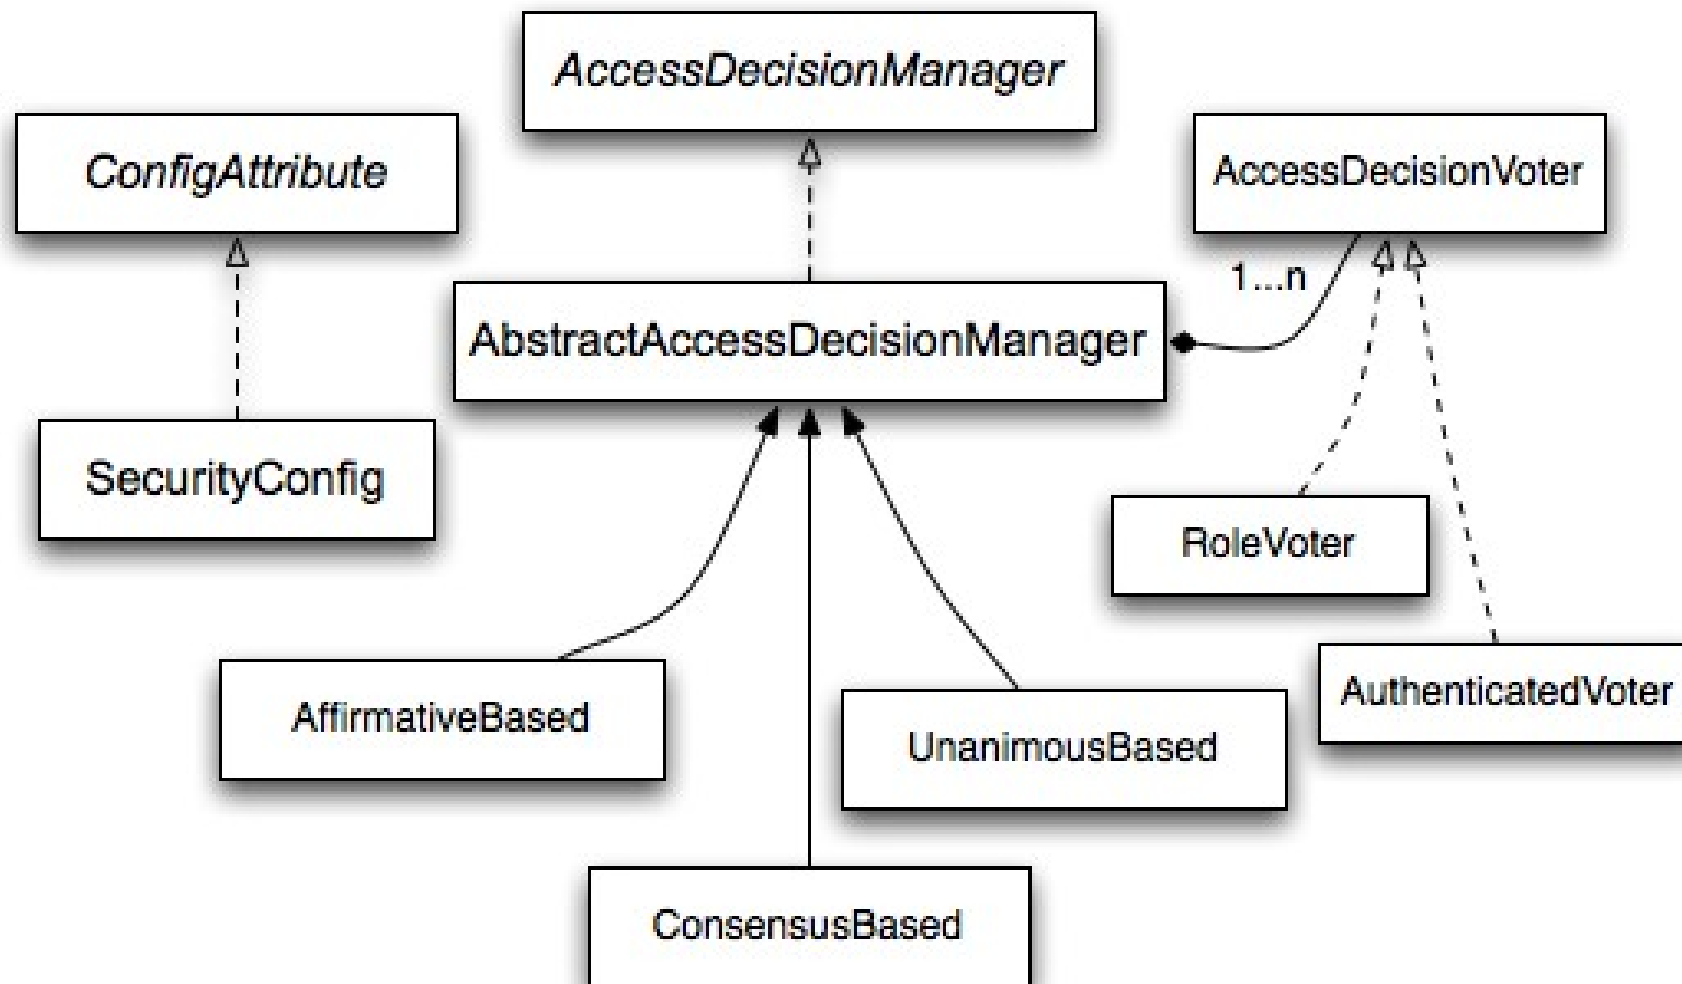 AccessDecisionManager
ConfigAttribute
AccessDecisionVoter
1...n
AbstractAccessDecisionManager
SecurityConfig
RoleVoter
AuthenticatedVoter
AffirmativeBased
UnanimousBased
ConsensusBased